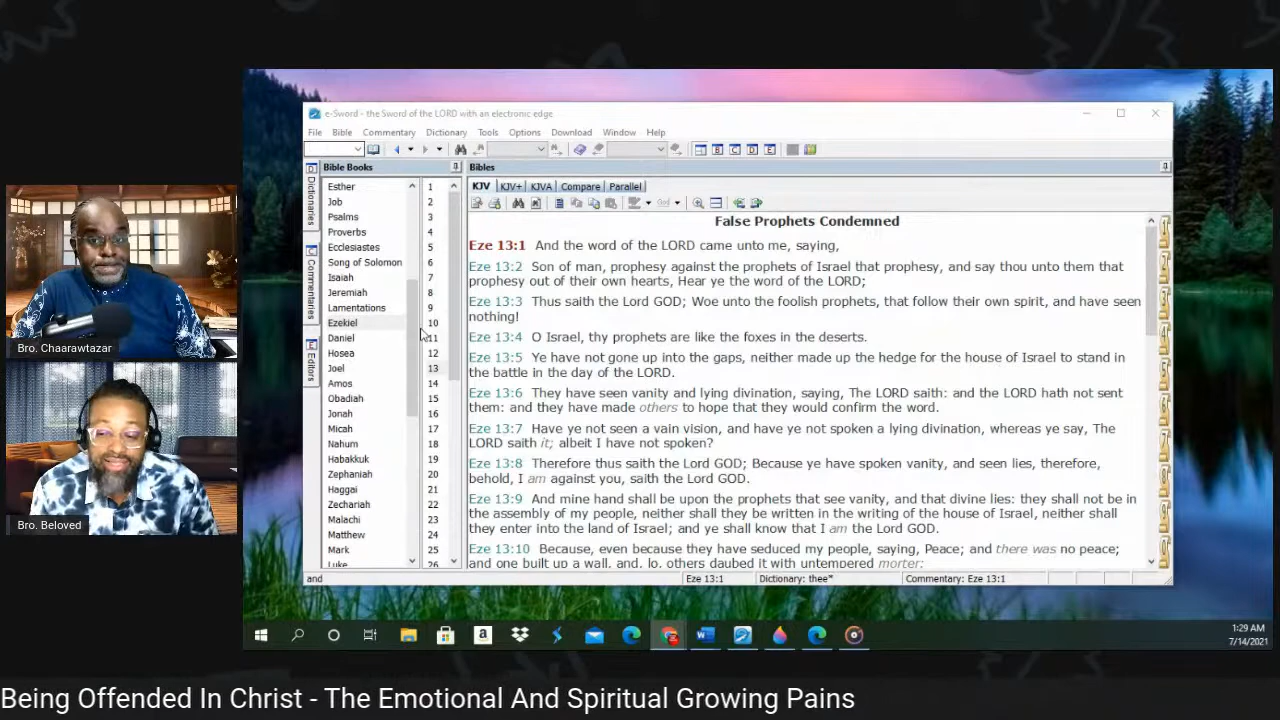 e-Sword - the Sword of the LORD with an electronic edge
File Bible Commentary Dictionary Tools Options Download Window Help
B C D E
Bible Books
Bibles
Dictionaries
Commentaries
Editors
Esther 1
Job 2
Psalms 3
Proverbs 4
Ecclesiastes 5
Song of Solomon 6
Isaiah 7
Jeremiah 8
Lamentations 9
Ezekiel 10
Daniel 11
Hosea 12
Joel 13
Amos 14
Obadiah 15
Jonah 16
Micah 17
Nahum 18
Habakkuk 19
Zephaniah 20
Haggai 21
Zechariah 22
Malachi 23
Matthew 24
Mark 25
Luke 26
KJV KJV+ KJVA Compare Parallel
False Prophets Condemned
Eze 13:1 And the word of the LORD came unto me, saying,
Eze 13:2 Son of man, prophesy against the prophets of Israel that prophesy, and say thou unto them that
prophesy out of their own hearts, Hear ye the word of the LORD;
Eze 13:3 Thus saith the Lord GOD; Woe unto the foolish prophets, that follow their own spirit, and have seen
nothing!
Eze 13:4 O Israel, thy prophets are like the foxes in the deserts.
Eze 13:5 Ye have not gone up into the gaps, neither made up the hedge for the house of Israel to stand in
the battle in the day of the LORD.
Eze 13:6 They have seen vanity and lying divination, saying, The LORD saith: and the LORD hath not sent
them: and they have made others to hope that they would confirm the word.
Eze 13:7 Have ye not seen a vain vision, and have ye not spoken a lying divination, whereas ye say, The
LORD saith it; albeit I have not spoken?
Eze 13:8 Therefore thus saith the Lord GOD; Because ye have spoken vanity, and seen lies, therefore,
behold, I am against you, saith the Lord GOD.
Eze 13:9 And mine hand shall be upon the prophets that see vanity, and that divine lies: they shall not be in
the assembly of my people, neither shall they be written in the writing of the house of Israel, neither shall
they enter into the land of Israel; and ye shall know that I am the Lord GOD.
Eze 13:10 Because, even because they have seduced my people, saying, Peace; and there was no peace;
and one built up a wall, and, lo, others daubed it with untempered morter:
and
Eze 13:1
Dictionary: thee*
Commentary: Eze 13:1
Bro. Chaarawtazar
Bro. Beloved
1:29 AM
7/14/2021
Being Offended In Christ - The Emotional And Spiritual Growing Pains